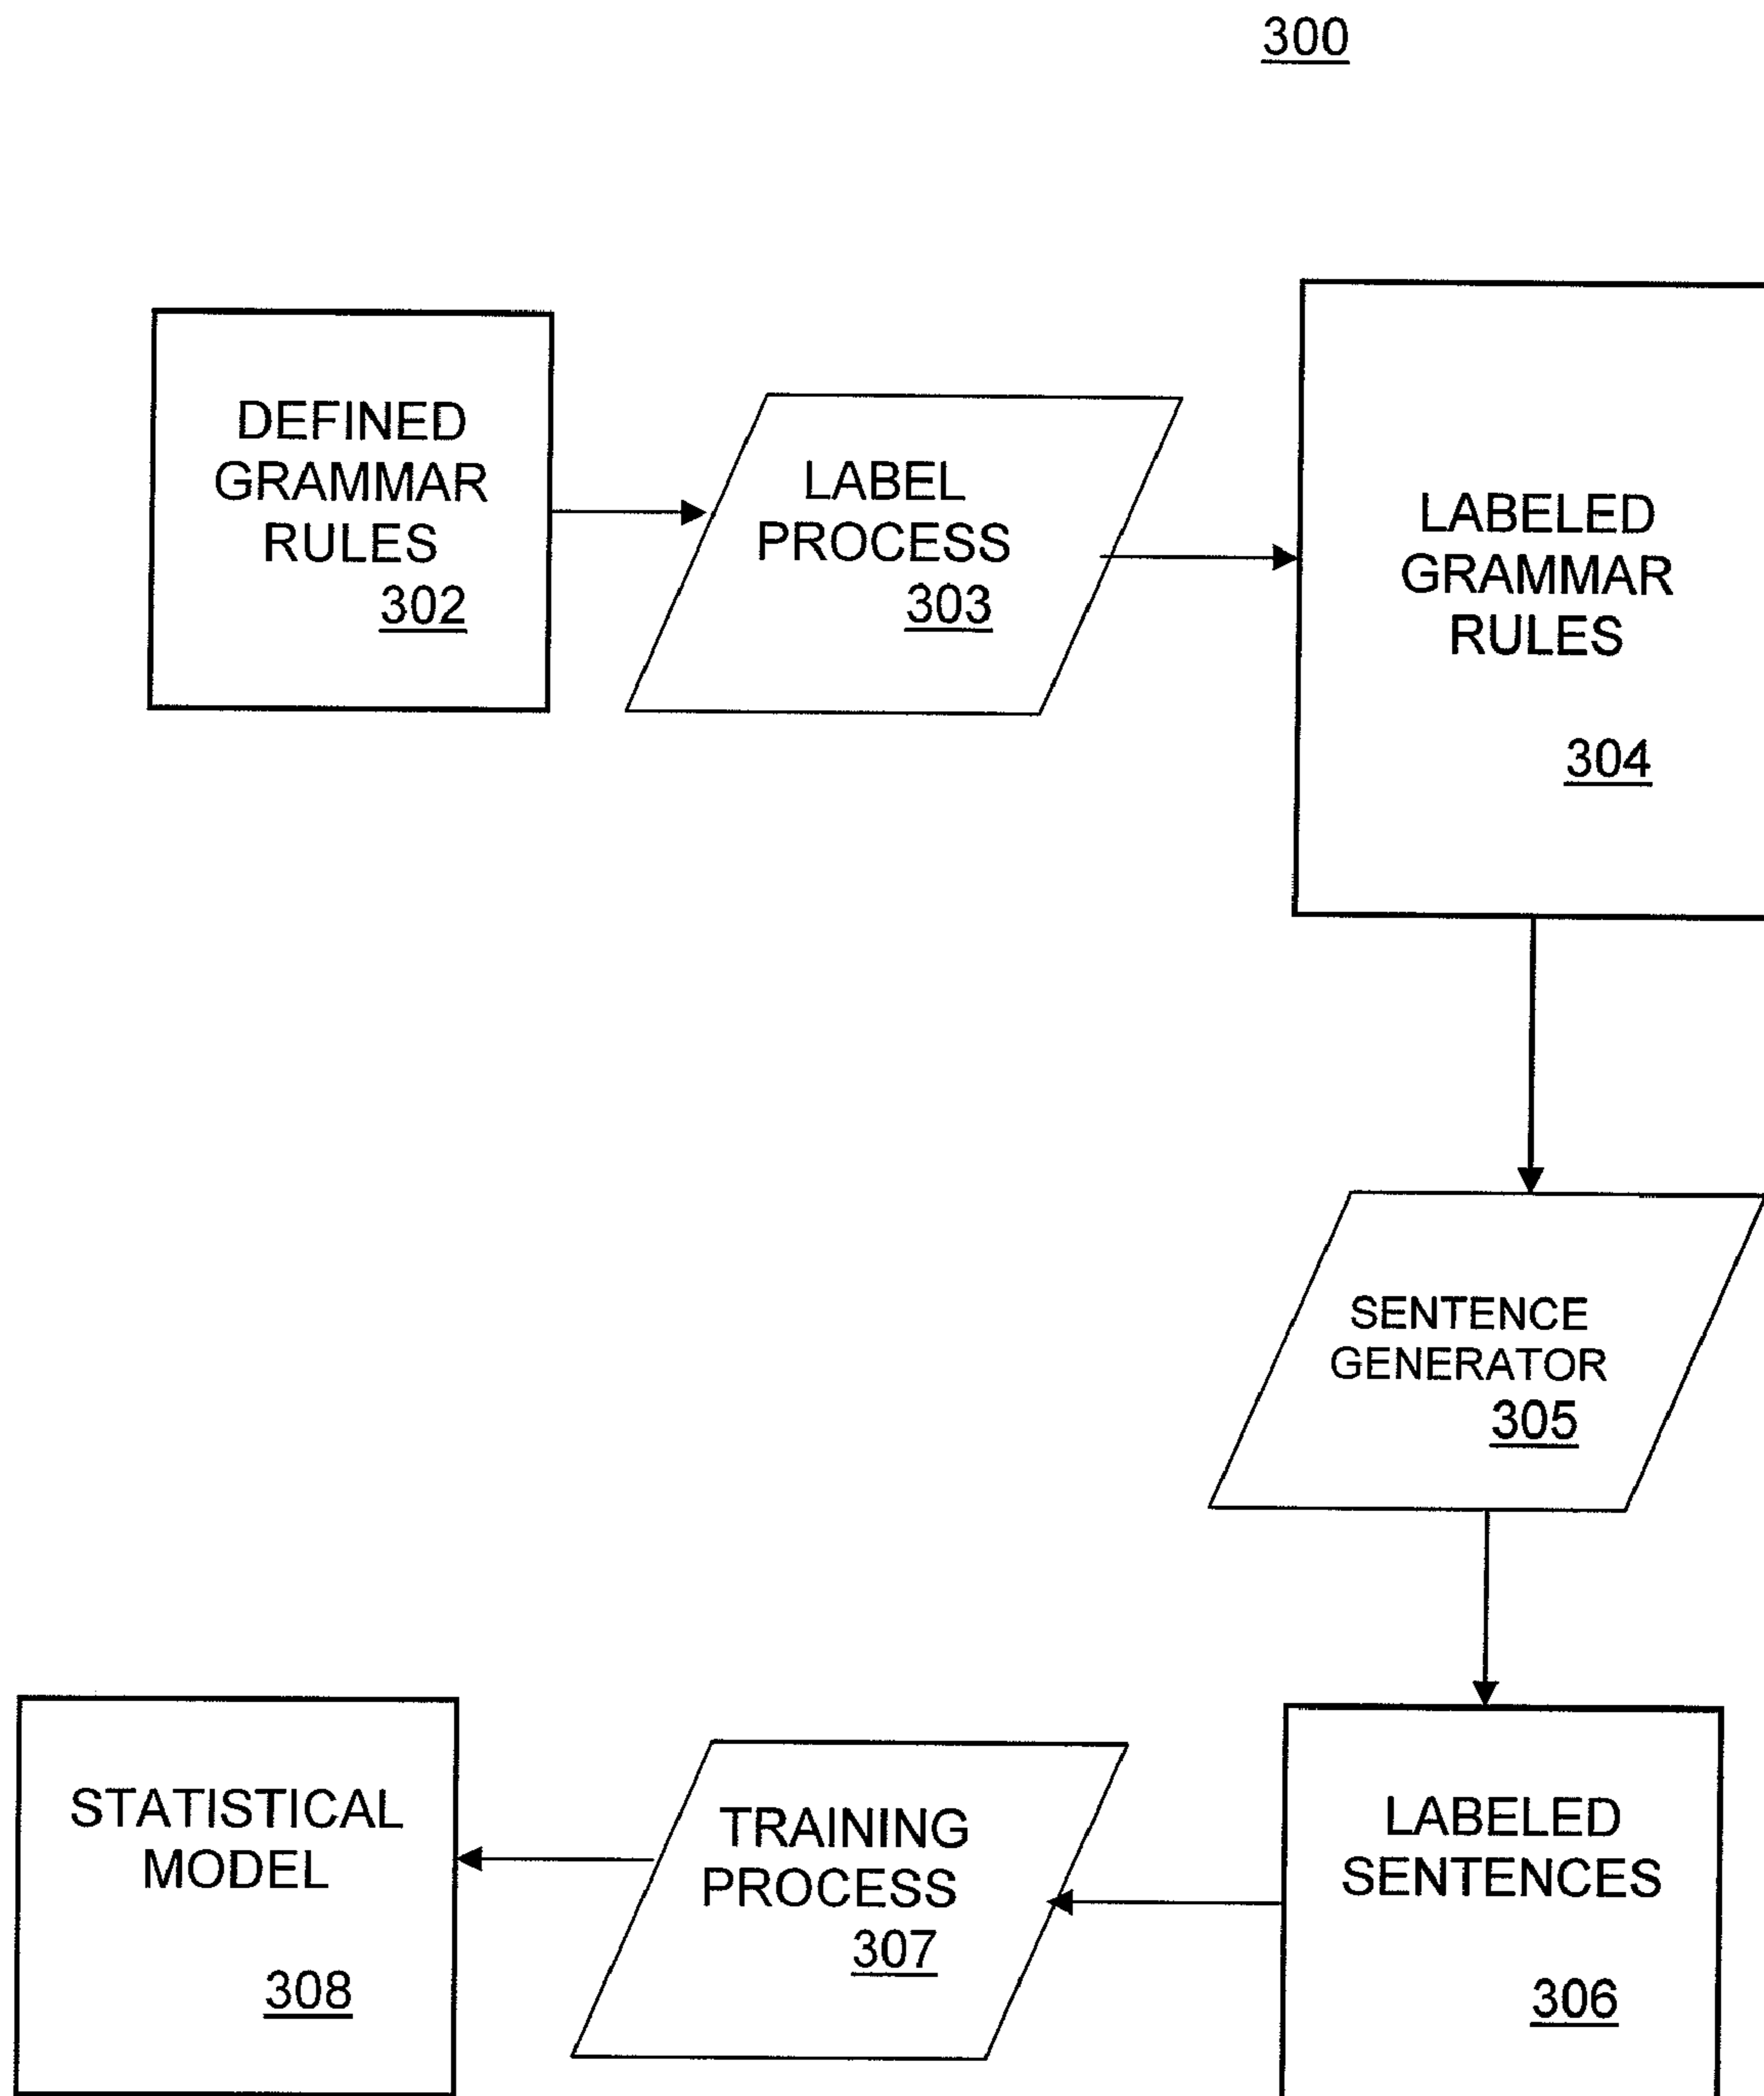 300
DEFINED
GRAMMAR
RULES
302
LABEL
PROCESS
303
LABELED
GRAMMAR
RULES
304
SENTENCE
GENERATOR
305
LABELED
SENTENCES
306
TRAINING
PROCESS
307
STATISTICAL
MODEL
308